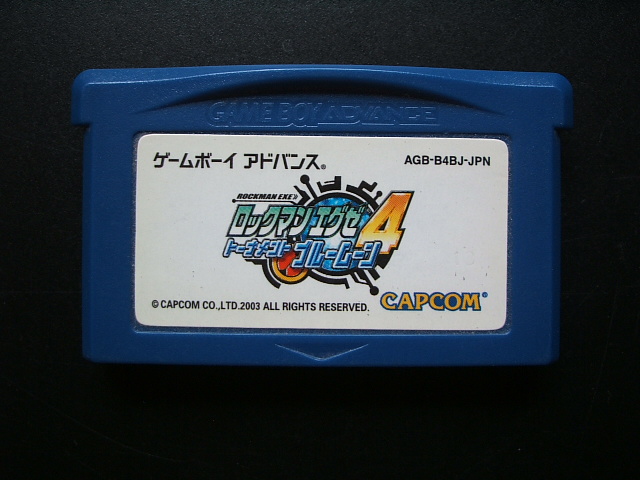 GAME BOY ADVANCE
ゲームボーイ アドバンス® AGB-B4BJ-JPN
ROCKMAN EXE
ロックマン エグゼ 4
トーナメント ブルームーン
© CAPCOM CO.,LTD.2003 ALL RIGHTS RESERVED. CAPCOM®